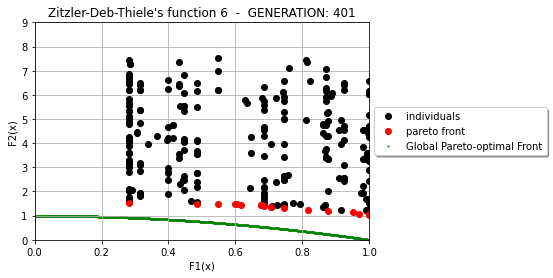 Zitzler-Deb-Thiele's function 6 - GENERATION: 401
9
8
7
6
5
4
3
2
1
0
F2(x)
0.0 0.2 0.4 0.6 0.8 1.0
F1(x)
individuals
pareto front
Global Pareto-optimal Front